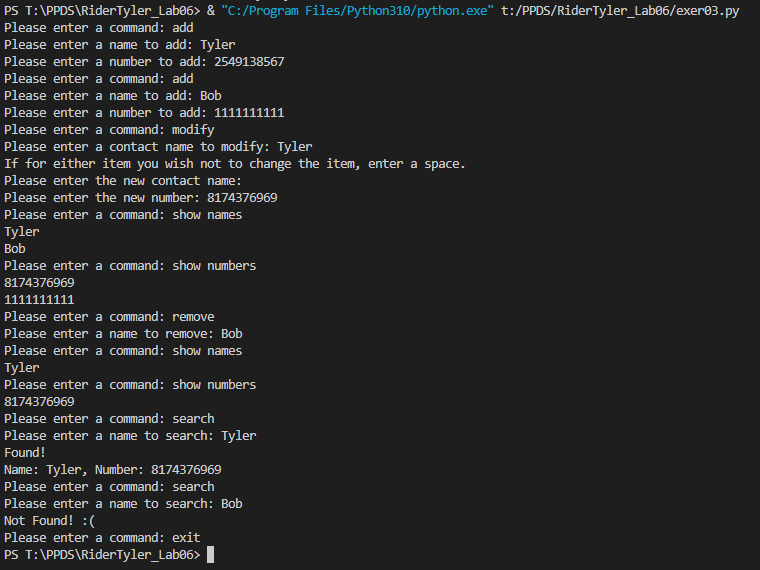 PS T:\PPDS\RiderTyler_Lab06> & "C:/Program Files/Python310/python.exe" t:/PPDS/RiderTyler_Lab06/exer03.py
Please enter a command: add
Please enter a name to add: Tyler
Please enter a number to add: 2549138567
Please enter a command: add
Please enter a name to add: Bob
Please enter a number to add: 1111111111
Please enter a command: modify
Please enter a contact name to modify: Tyler
If for either item you wish not to change the item, enter a space.
Please enter the new contact name:
Please enter the new number: 8174376969
Please enter a command: show names
Tyler
Bob
Please enter a command: show numbers
8174376969
1111111111
Please enter a command: remove
Please enter a name to remove: Bob
Please enter a command: show names
Tyler
Please enter a command: show numbers
8174376969
Please enter a command: search
Please enter a name to search: Tyler
Found!
Name: Tyler, Number: 8174376969
Please enter a command: search
Please enter a name to search: Bob
Not Found! :(
Please enter a command: exit
PS T:\PPDS\RiderTyler_Lab06>